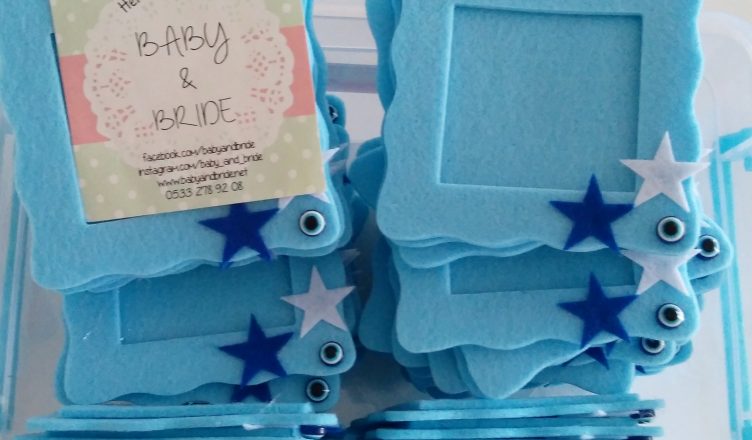 BABY
&
BRIDE
facebook.com/babyandbride
instagram.com/baby_and_bride
www.babyandbride.net
0533 278 92 08